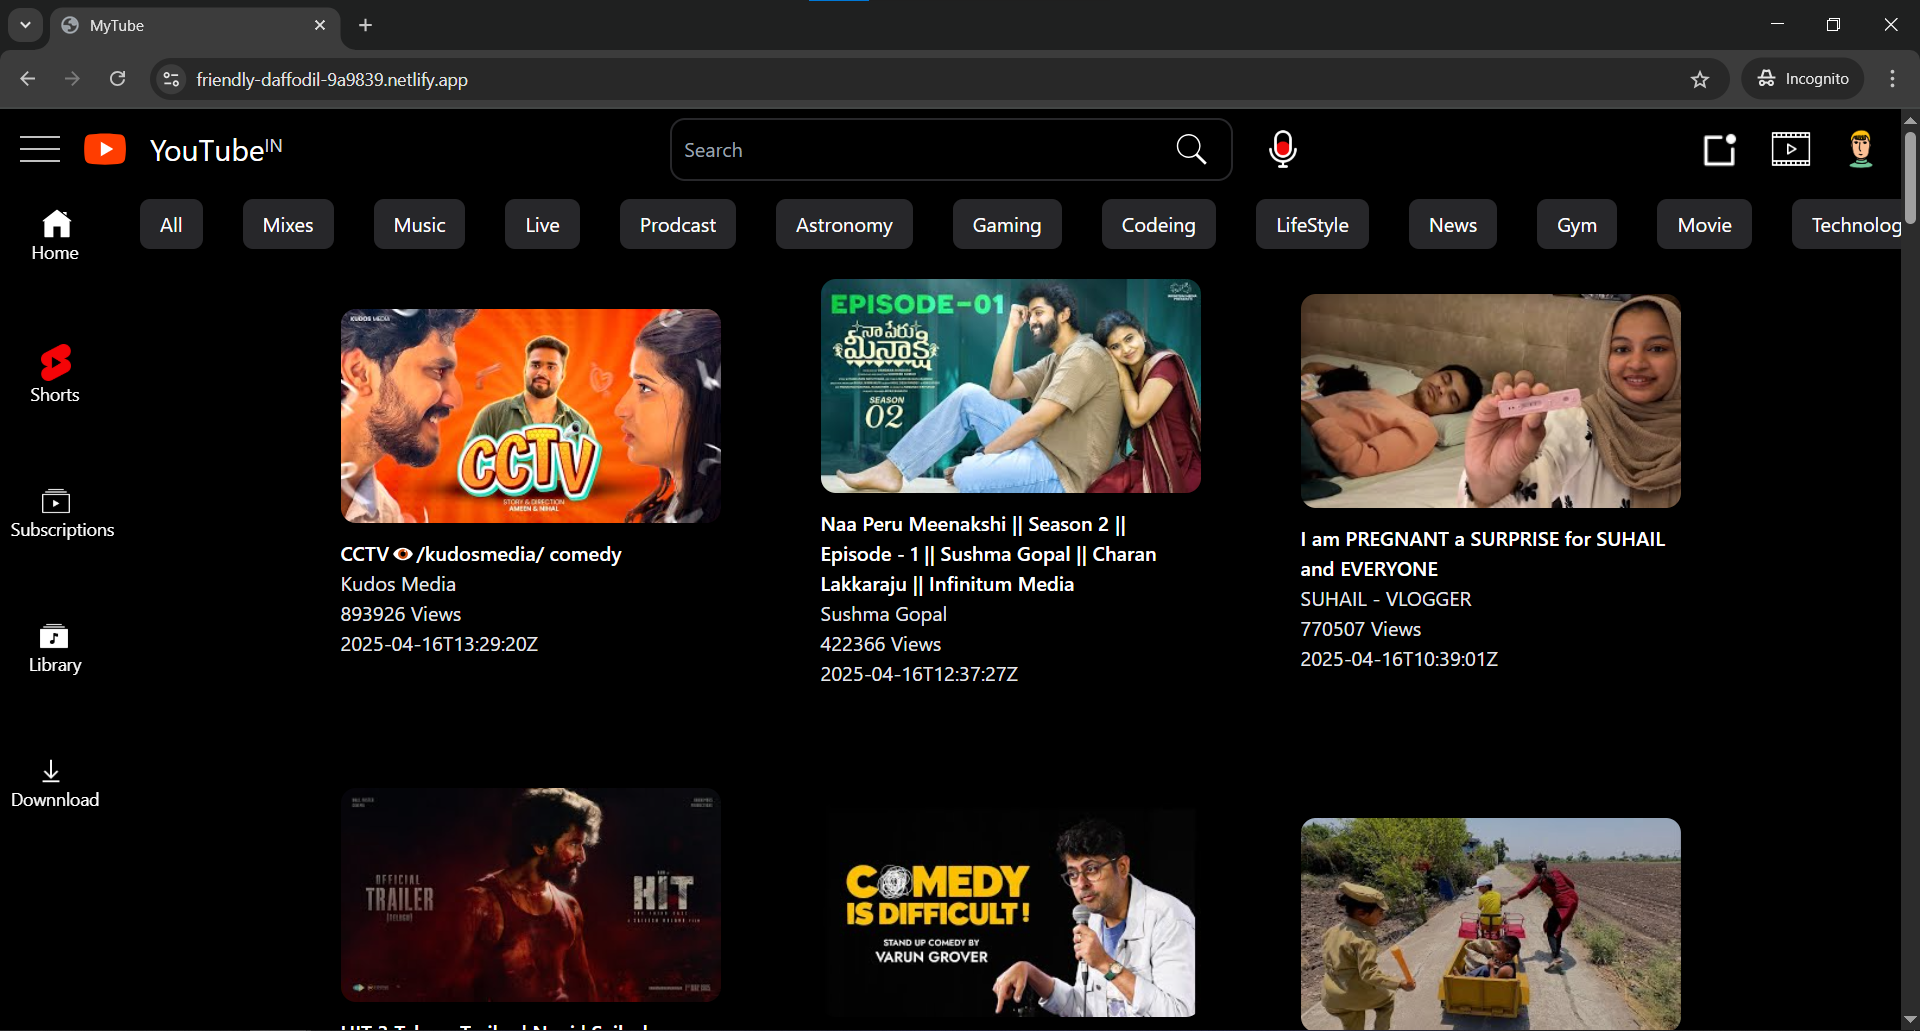 MyTube
friendly-daffodil-9a9839.netlify.app
Incognito
YouTubeIN
Search
Home
Shorts
Subscriptions
Library
Downnload
All Mixes Music Live Prodcast Astronomy Gaming Codeing LifeStyle News Gym Movie Technolog
KUDOS MEDIA
CCTV
STORY & DIRECTION
AMEEN & NIHAL
CCTV👁/kudosmedia/ comedy
Kudos Media
893926 Views
2025-04-16T13:29:20Z
EPISODE-01
నా పేరు
మీనాక్షి
SEASON
02
Naa Peru Meenakshi || Season 2 ||
Episode - 1 || Sushma Gopal || Charan
Lakkaraju || Infinitum Media
Sushma Gopal
422366 Views
2025-04-16T12:37:27Z
I am PREGNANT a SURPRISE for SUHAIL
and EVERYONE
SUHAIL - VLOGGER
770507 Views
2025-04-16T10:39:01Z
OFFICIAL
TRAILER
HIT
COMEDY
IS DIFFICULT!
STAND UP COMEDY BY
VARUN GROVER